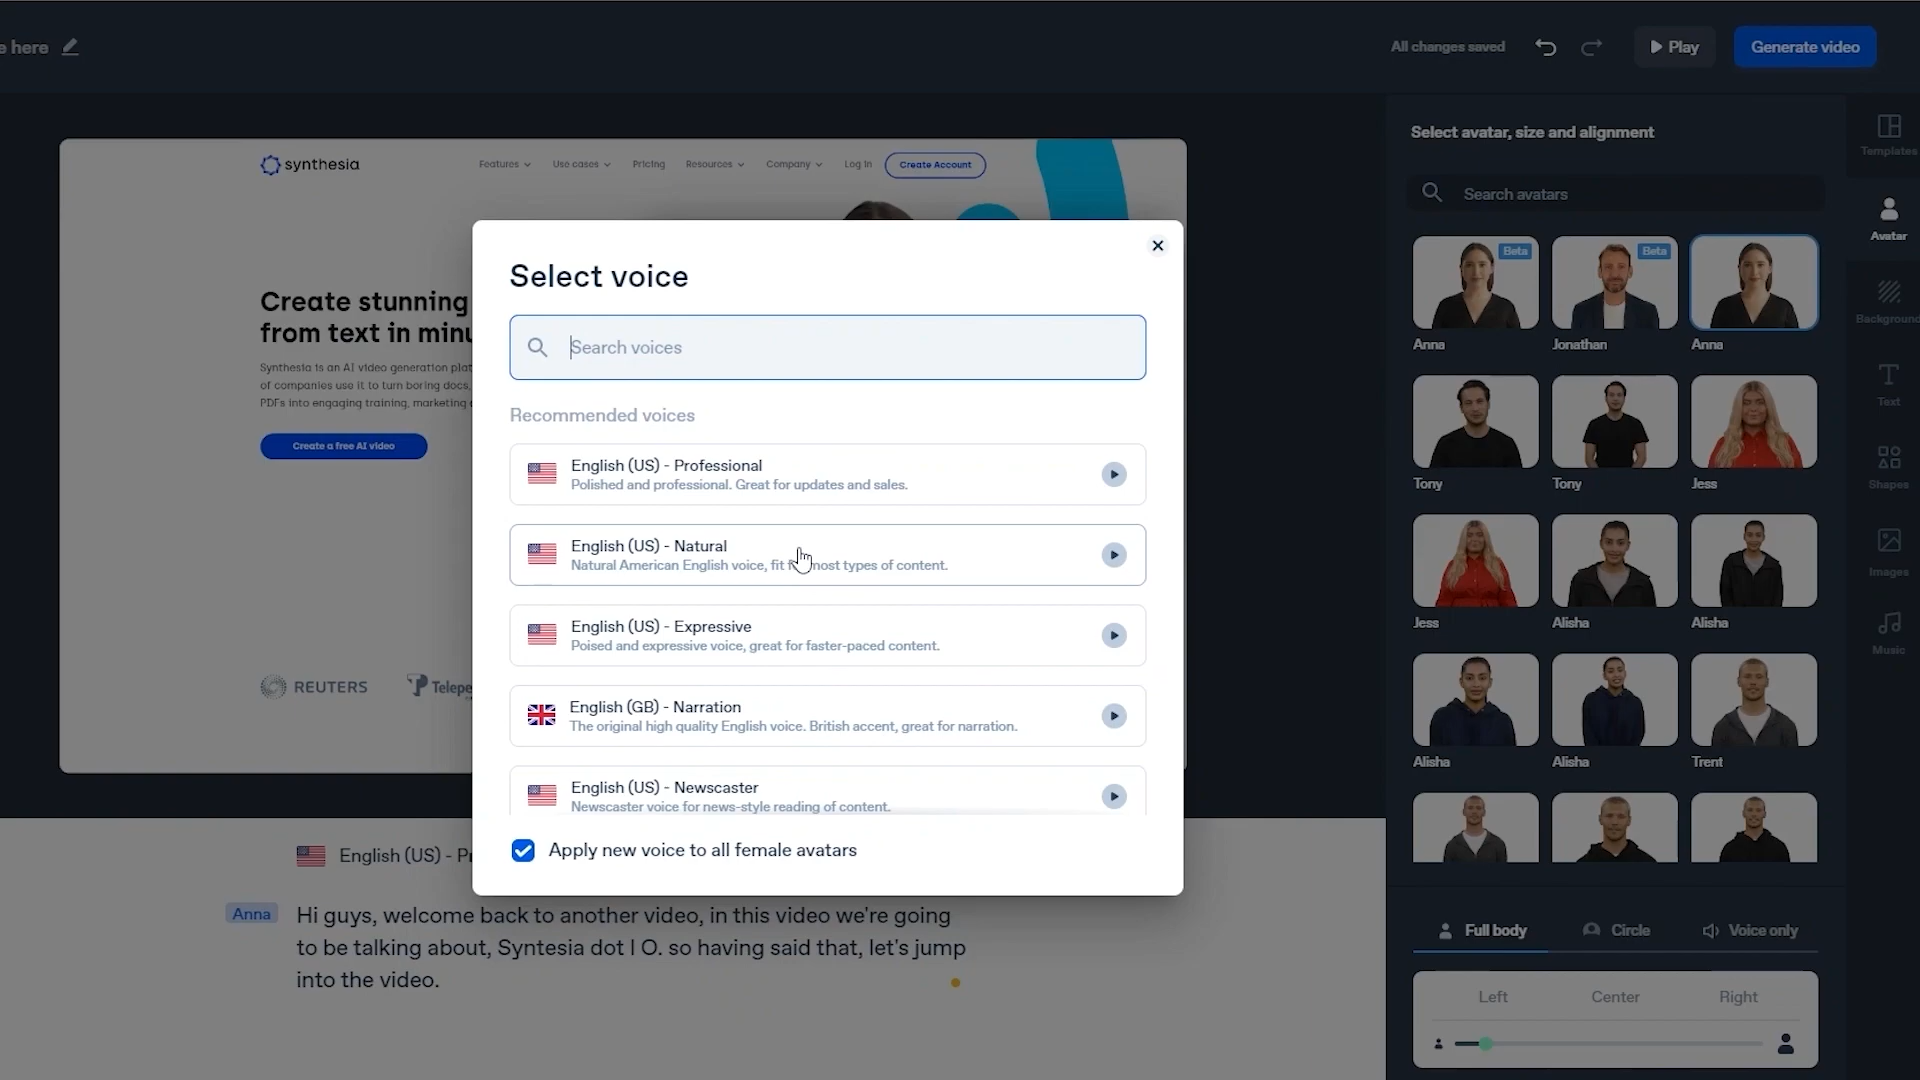 e here
All changes saved
Play
Generate video
synthesia
Features
Use cases
Pricing
Resources
Company
Log in
Create Account
Create stunning
from text in minu
Synthesia is an AI video generation plat
of companies use it to turn boring docs,
PDFs into engaging training, marketing
Create a free AI video
REUTERS
Telepe
Select voice
Search voices
Recommended voices
English (US) - Professional
Polished and professional. Great for updates and sales.
English (US) - Natural
Natural American English voice, fit most types of content.
English (US) - Expressive
Poised and expressive voice, great for faster-paced content.
English (GB) - Narration
The original high quality English voice. British accent, great for narration.
English (US) - Newscaster
Newscaster voice for news-style reading of content.
Apply new voice to all female avatars
English (US) - Pr
Anna
Hi guys, welcome back to another video, in this video we're going
to be talking about, Syntesia dot I O. so having said that, let's jump
into the video.
Select avatar, size and alignment
Search avatars
Beta
Beta
Anna
Jonathan
Anna
Tony
Tony
Jess
Jess
Alisha
Alisha
Alisha
Alisha
Trent
Full body
Circle
Voice only
Left
Center
Right
Templates
Avatar
Background
Text
Shapes
Images
Music